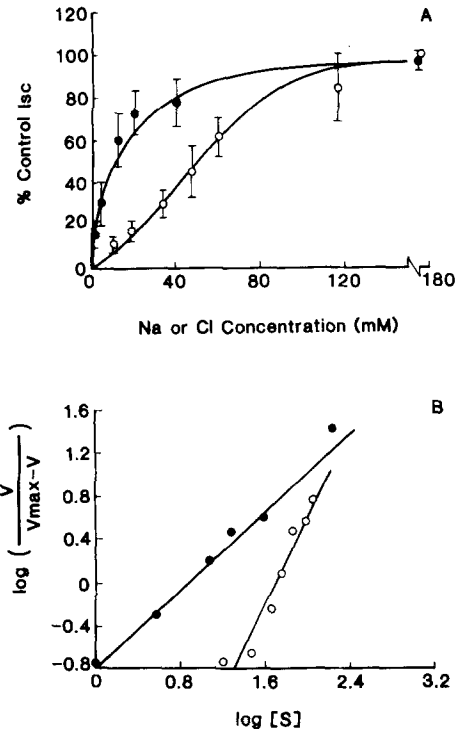 A
120
100
80
60
40
20
0
% Control Isc
0 40 80 120 180
Na or Cl Concentration (mM)
B
1.6
1.2
0.8
0.4
0
−0.4
−0.8
log ( V / Vmax−V )
0 0.8 1.6 2.4 3.2
log [S]